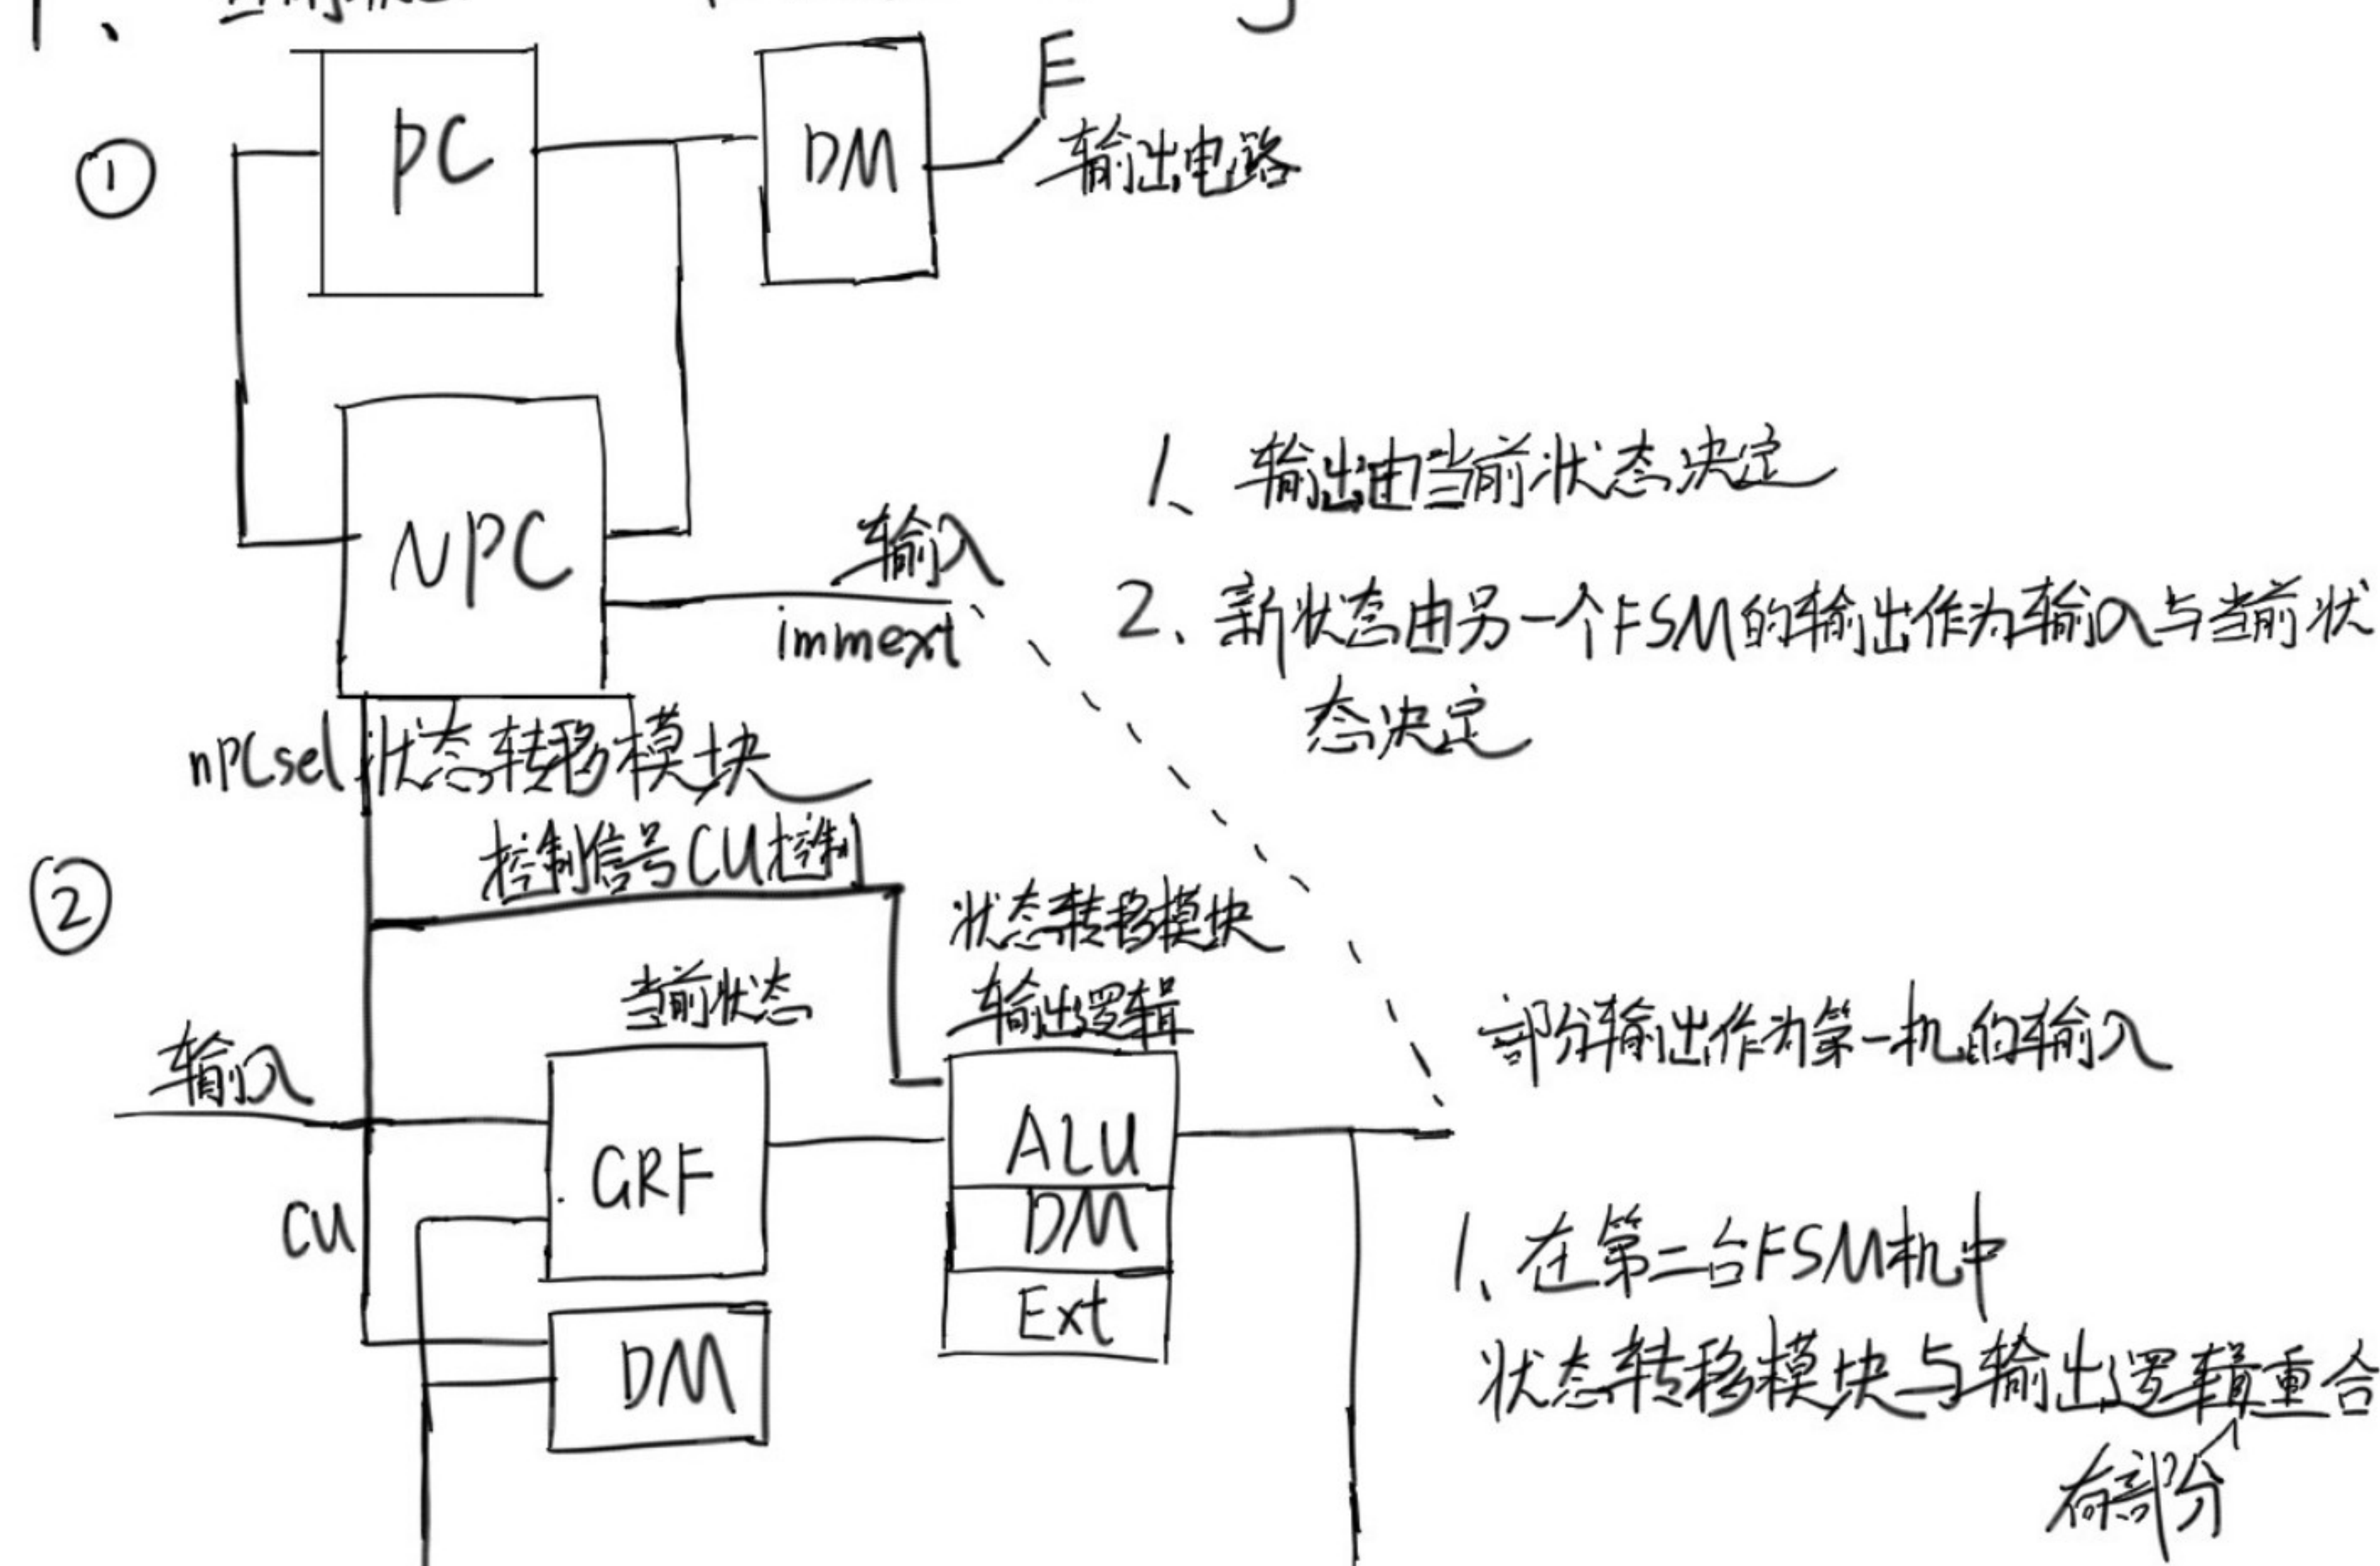 1、
①
PC
DM
输出电路
NPC
输入
immext
1、输出由当前状态决定
2、新状态由另一个FSM的输出作为输入与当前状
态决定
nPCsel 状态转移模块
控制信号CU控制
②
状态转移模块
当前状态
输出逻辑
输入
部分输出作为第一机的输入
GRF
ALU
DM
CU
Ext
DM
1、在第二台FSM机中
状态转移模块与输出逻辑重合
有部分